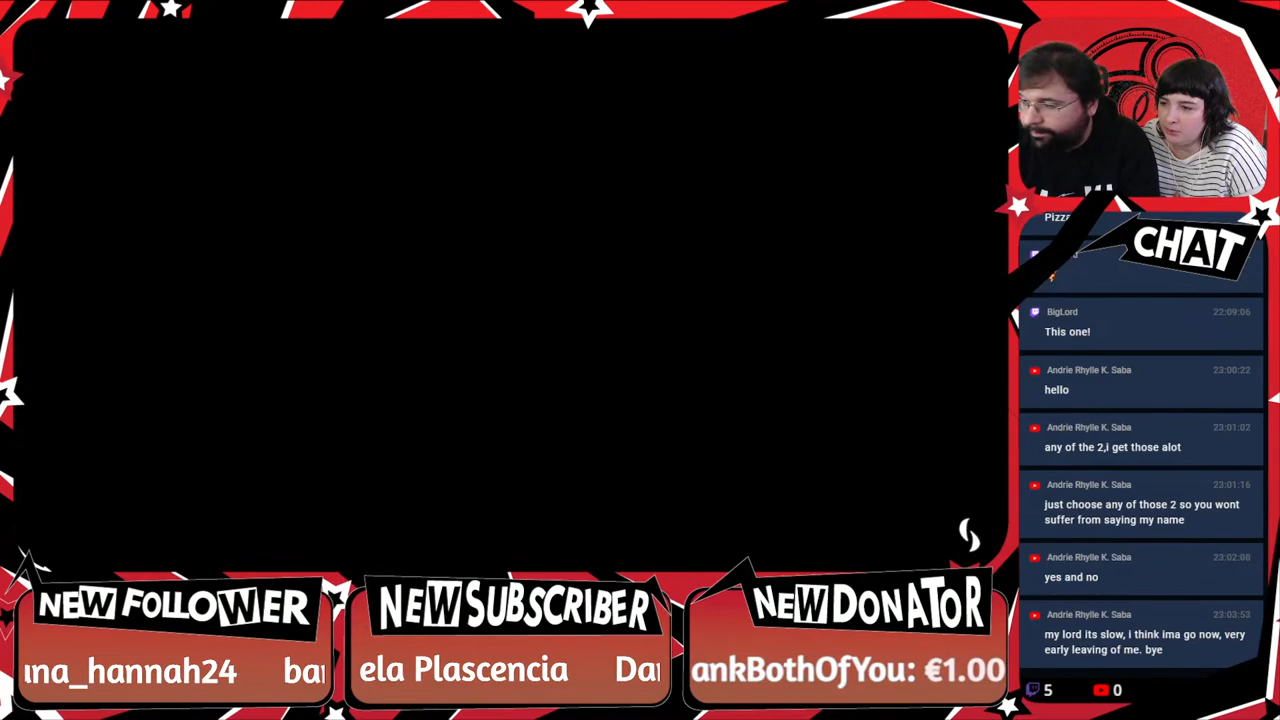 Pizza
CHAT
BigLord 22:09:06
This one!
Andrie Rhylle K. Saba 23:00:22
hello
Andrie Rhylle K. Saba 23:01:02
any of the 2,i get those alot
Andrie Rhylle K. Saba 23:01:16
just choose any of those 2 so you wont
suffer from saying my name
Andrie Rhylle K. Saba 23:02:08
yes and no
Andrie Rhylle K. Saba 23:03:53
my lord its slow, i think ima go now, very
early leaving of me. bye
5 0
NEW FOLLOWER
NEW SUBSCRIBER
NEW DONATOR
na_hannah24 ba
ela Plascencia Da
ankBothOfYou: €1.00